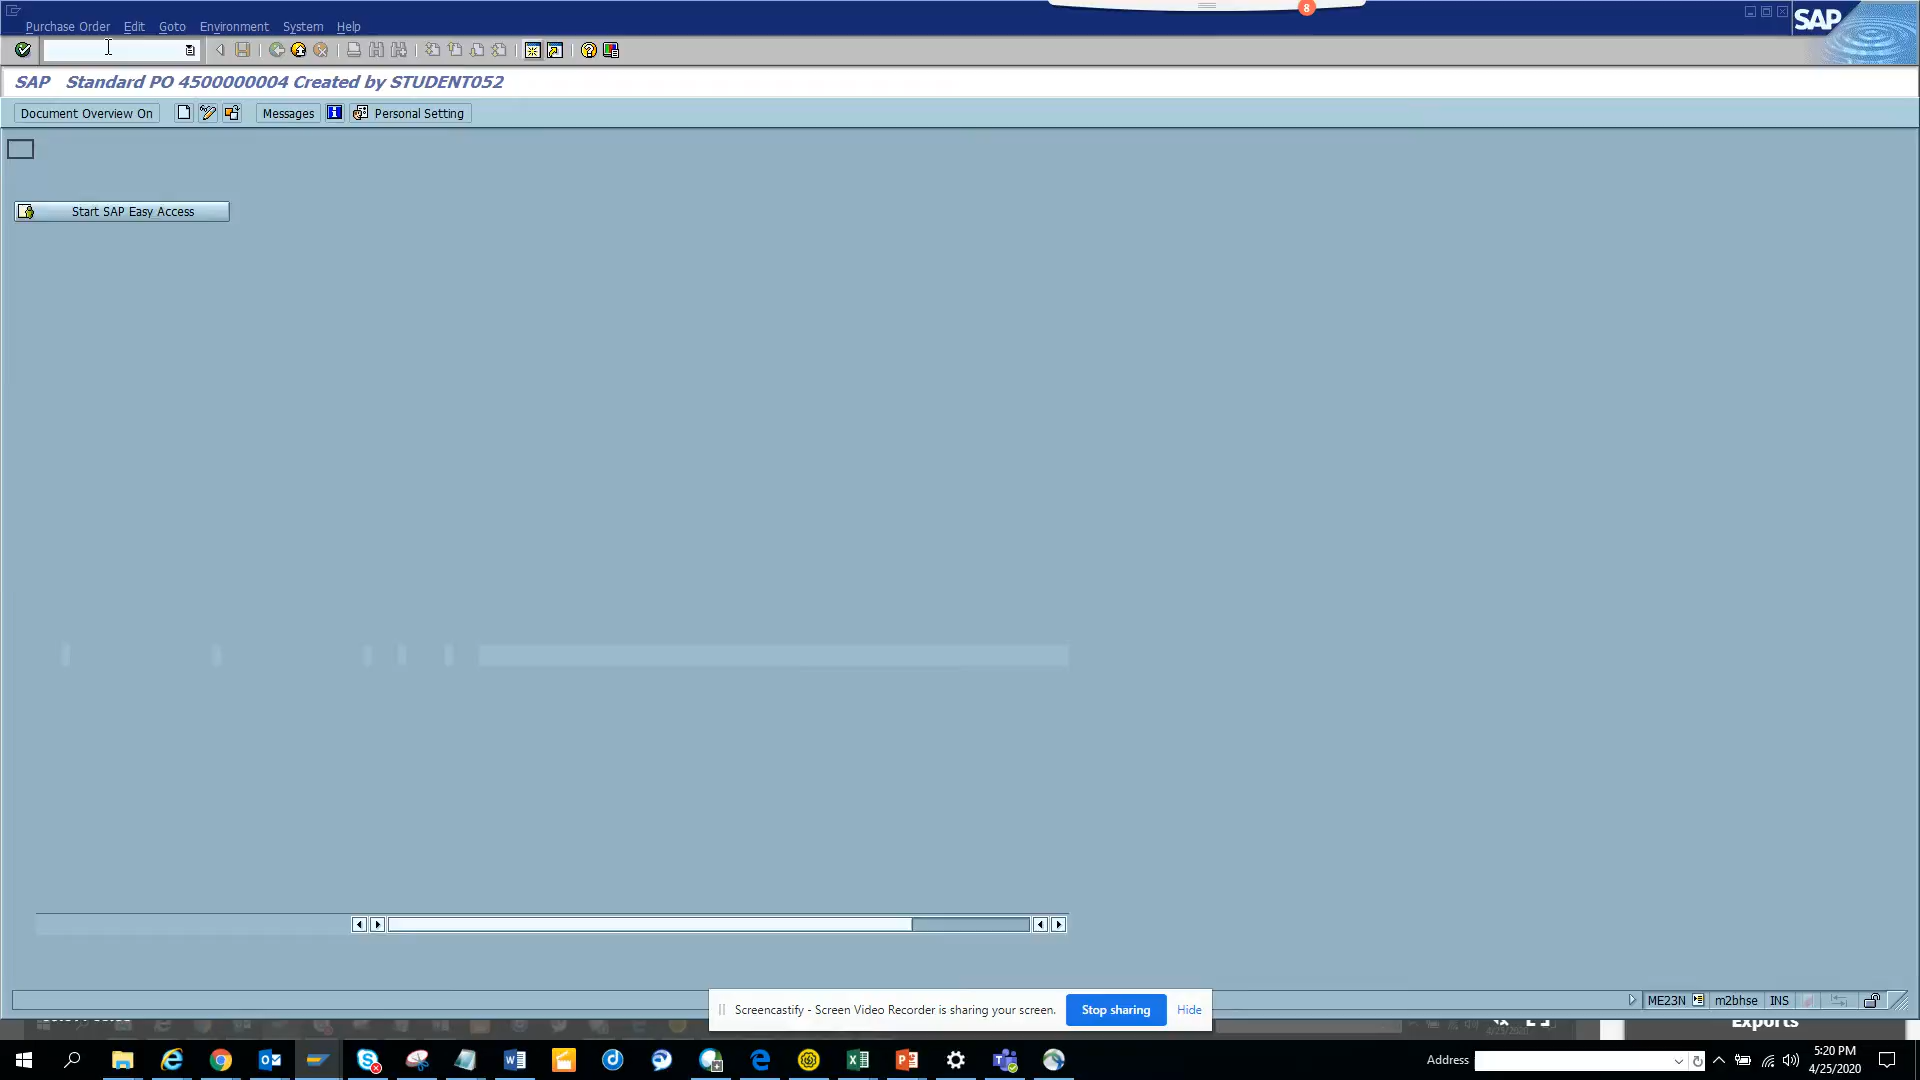 8
Purchase Order Edit Goto Environment System Help
SAP
SAP Standard PO 4500000004 Created by STUDENT052
Document Overview On Messages Personal Setting
Start SAP Easy Access
ME23N m2bhse INS
Screencastify - Screen Video Recorder is sharing your screen. Stop sharing Hide
Exports
Address
5:20 PM
4/25/2020